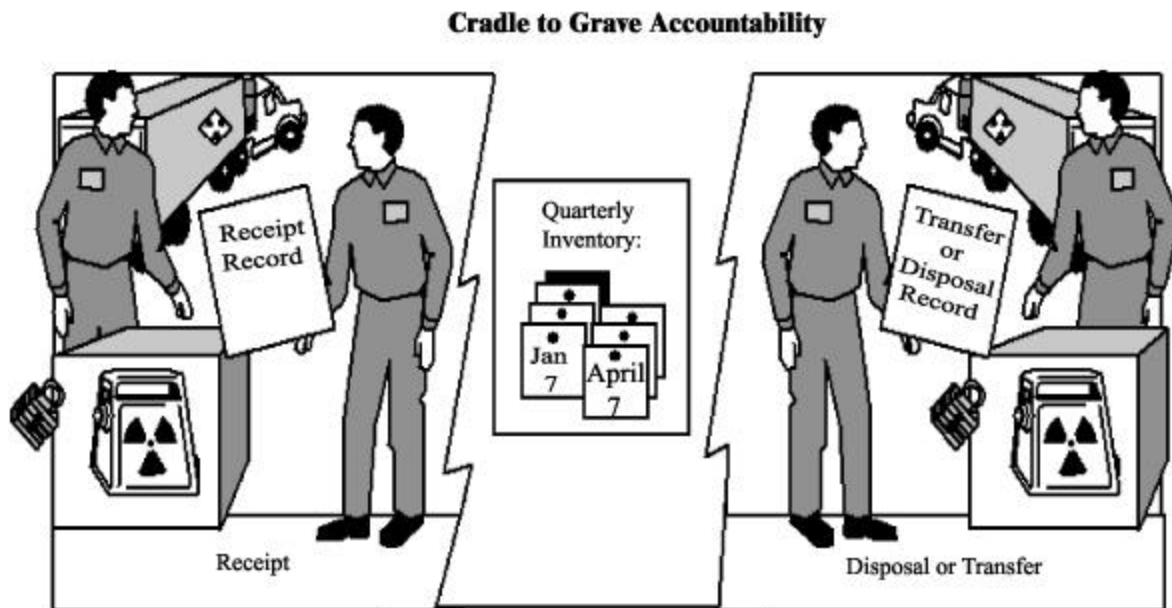 Cradle to Grave Accountability
Receipt
Record
Quarterly
Inventory:
Jan
7
April
7
Transfer
or
Disposal
Record
Receipt
Disposal or Transfer